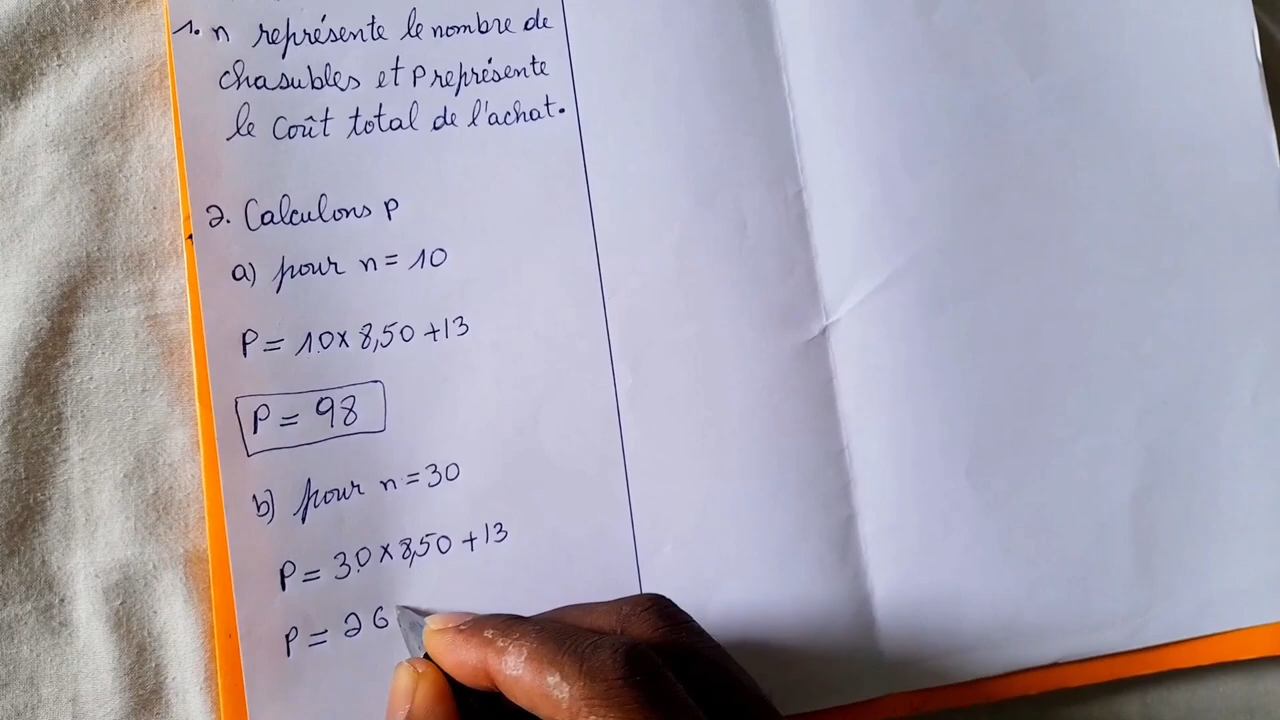 1. n représente le nombre de
chasubles et P représente
le coût total de l'achat.
2. Calculons P
a) pour n = 10
P = 10 × 8,50 + 13
P = 98
b) pour n = 30
P = 30 × 8,50 + 13
P = 26